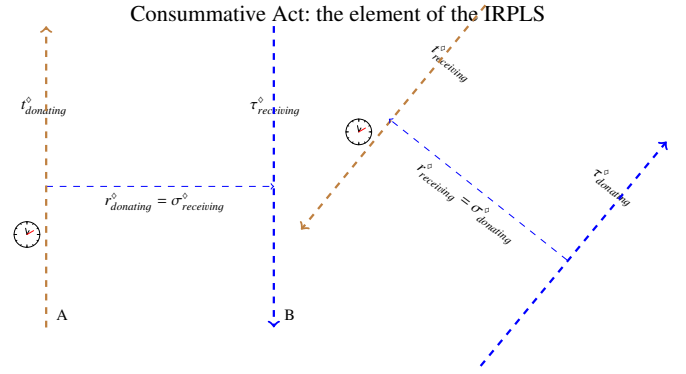 Consummative Act: the element of the IRPLS
t◊donating
τ◊receiving
r◊donating = σ◊receiving
A
B
t◊receiving
r◊receiving = σ◊donating
τ◊donating